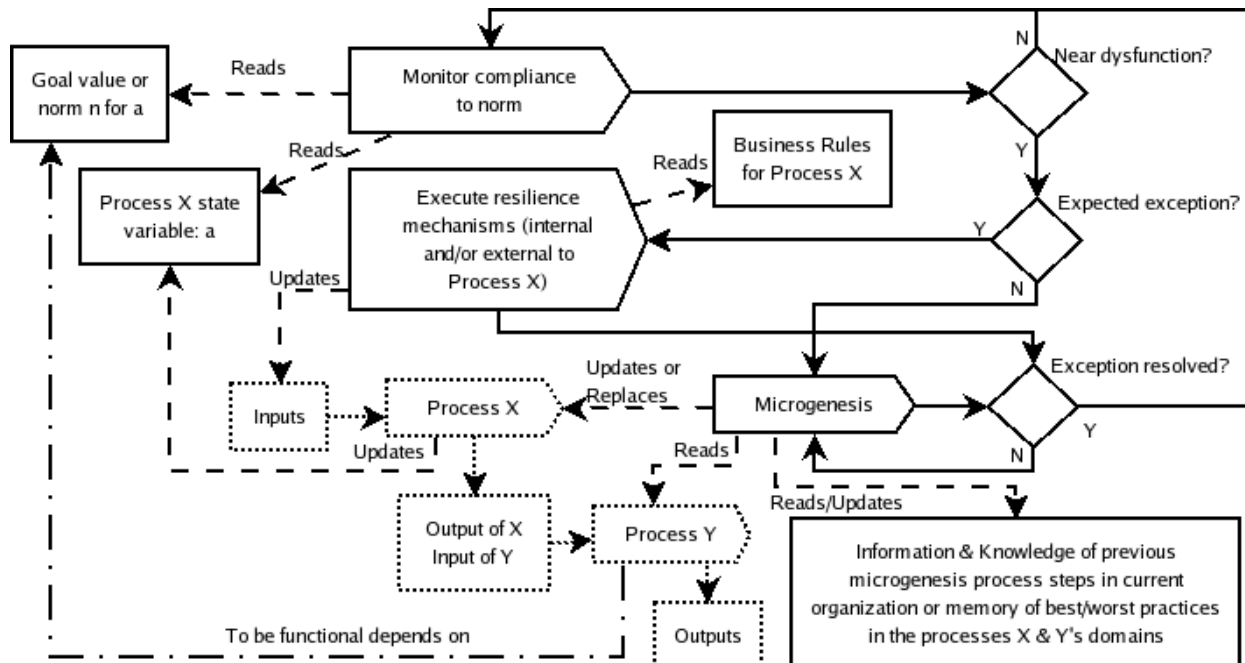 N
Near dysfunction?
Reads
Goal value or
norm n for a
Monitor compliance
to norm
Y
Reads
Business Rules
for Process X
Reads
Process X state
variable: a
Execute resilience
mechanisms (internal
and/or external to
Process X)
Expected exception?
Y
N
Updates
Updates or
Replaces
Exception resolved?
Inputs
Process X
Microgenesis
Y
Updates
Reads
N
Reads/Updates
Output of X
Input of Y
Process Y
Information & Knowledge of previous
microgenesis process steps in current
organization or memory of best/worst practices
in the processes X & Y's domains
To be functional depends on
Outputs